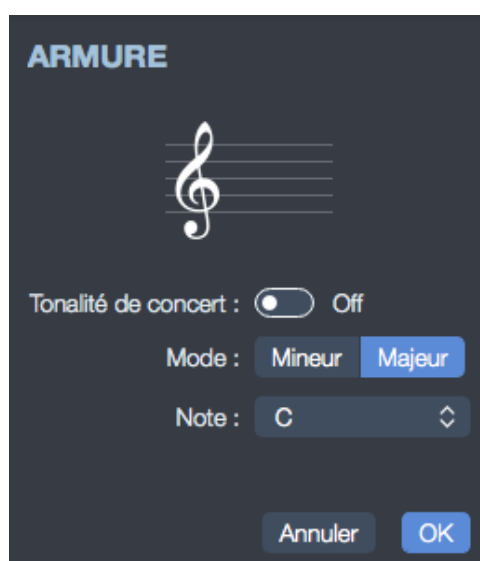 ARMURE
Tonalité de concert : Off
Mode : Mineur Majeur
Note : C
Annuler OK